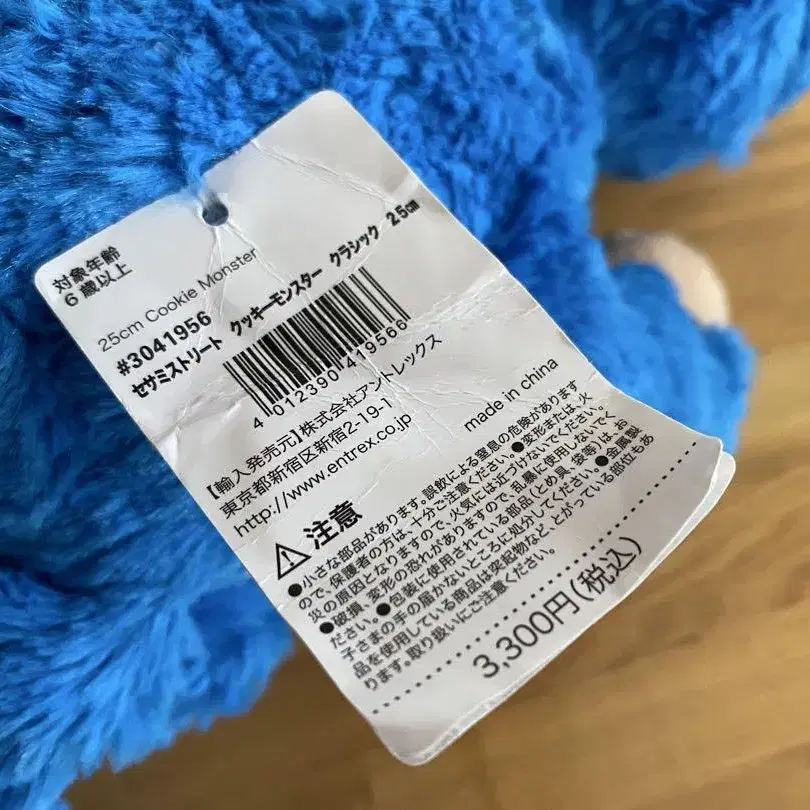 対象年齢
6歳以上
25cm Cookie Monster
#3041956
セサミストリート クッキーモンスター クラシック 25㎝
4 012390 419566
【輸入発売元】株式会社アントレックス
東京都新宿区新宿2-19-1
http://www.entrex.co.jp
made in china
注意
●小さな部品があります。誤飲による窒息の危険があります
ので、保護者の方は、十分ご注意ください。●変形または、火
災の原因となりますので、火気には近づけないでください。
●破損、変形の恐れがありますので、乱暴に使用しないでく
ださい。●包装に使用されている部品(とめ具、袋等)は、お
子さまの手の届かないところに処分してください。●金属製
品を使用している商品は突起物など、とがっている部位もあ
ります。取り扱いにご注意ください。
3,300円(税込)